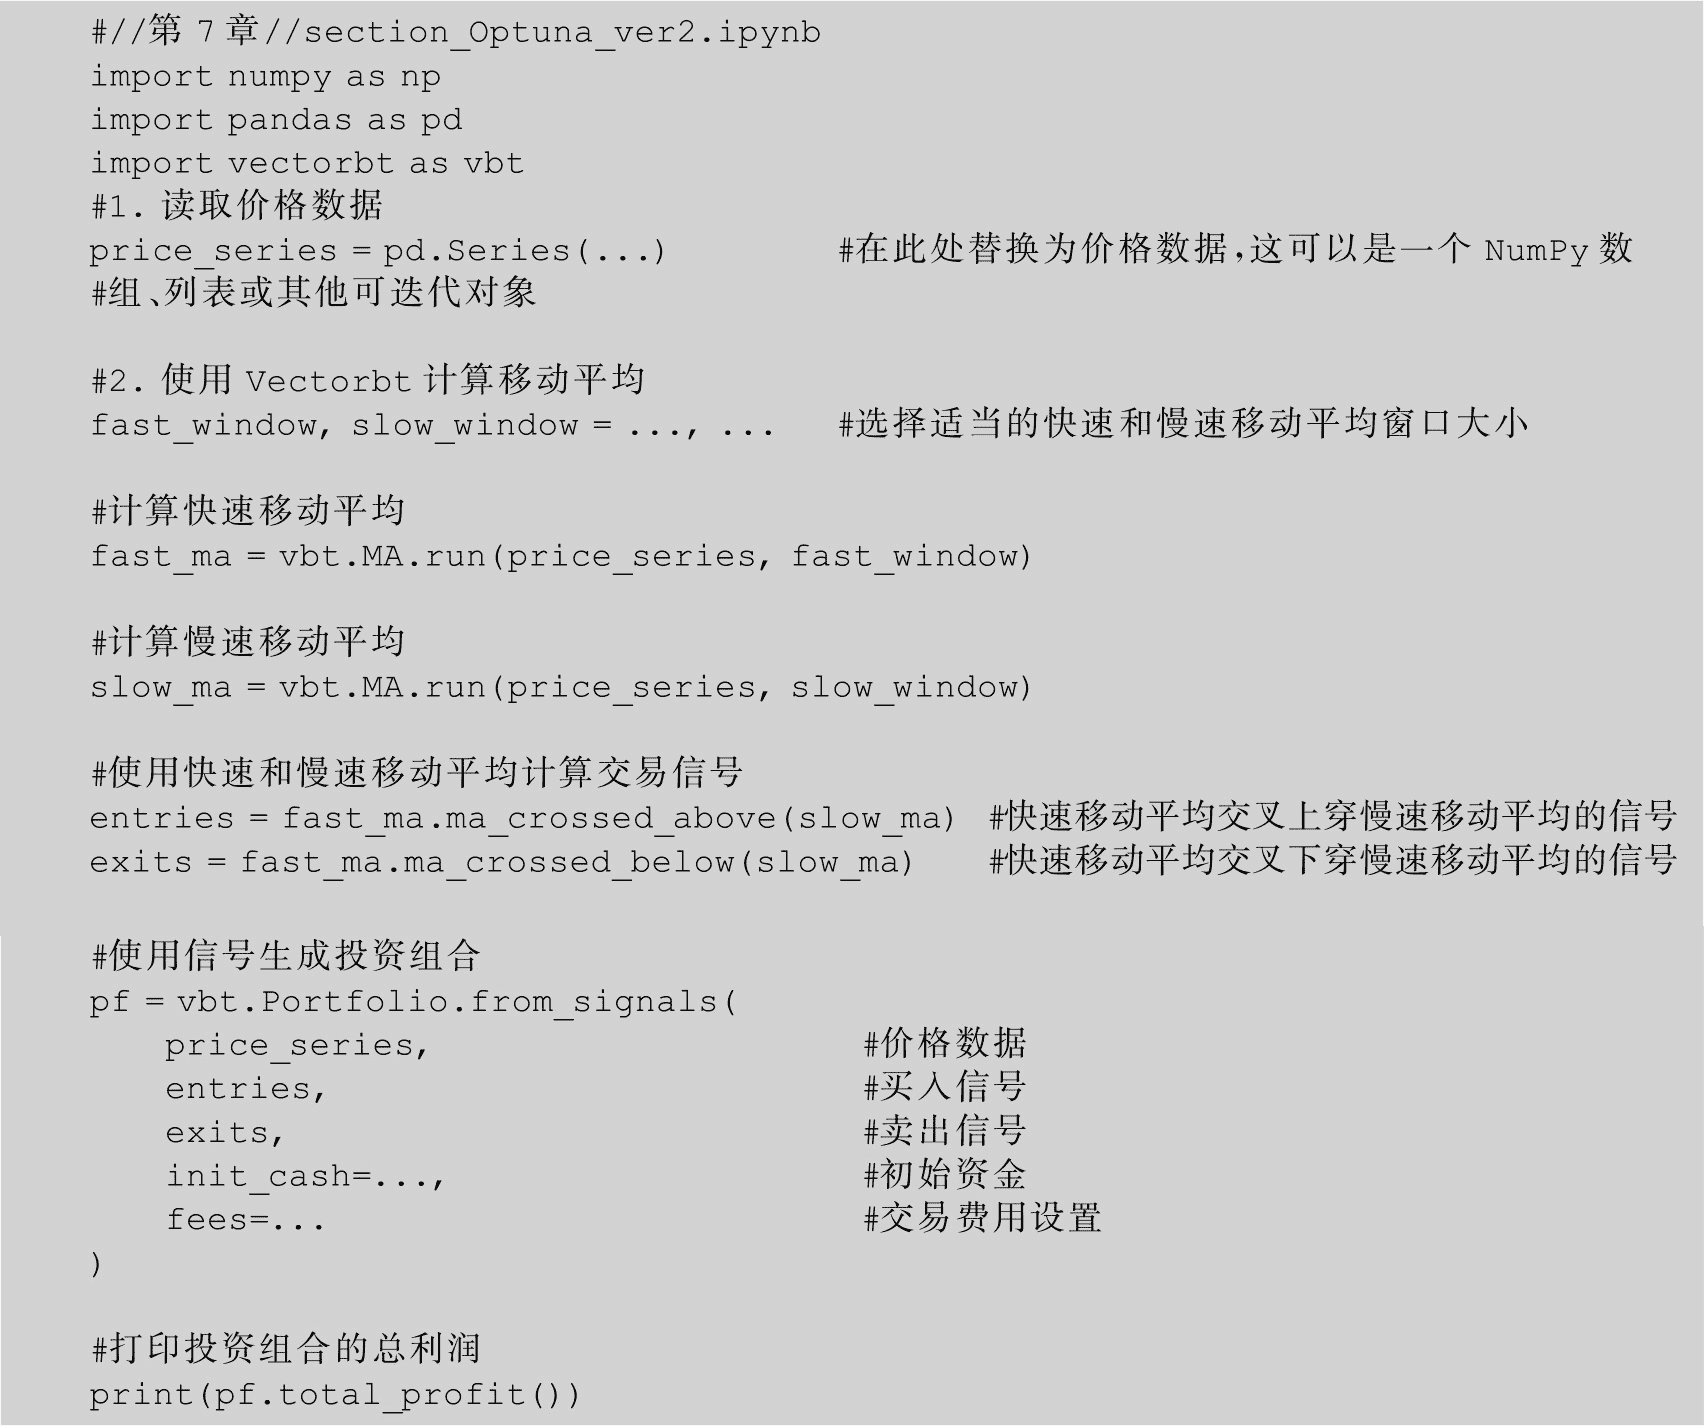 #//第 7 章//section_Optuna_ver2.ipynb
import numpy as np
import pandas as pd
import vectorbt as vbt
#1. 读取价格数据
price_series = pd.Series(...)    #在此处替换为价格数据,这可以是一个 NumPy 数
#组、列表或其他可迭代对象
#2. 使用 Vectorbt 计算移动平均
fast_window, slow_window = ..., ...    #选择适当的快速和慢速移动平均窗口大小
#计算快速移动平均
fast_ma = vbt.MA.run(price_series, fast_window)
#计算慢速移动平均
slow_ma = vbt.MA.run(price_series, slow_window)
#使用快速和慢速移动平均计算交易信号
entries = fast_ma.ma_crossed_above(slow_ma)    #快速移动平均交叉上穿慢速移动平均的信号
exits = fast_ma.ma_crossed_below(slow_ma)    #快速移动平均交叉下穿慢速移动平均的信号
#使用信号生成投资组合
pf = vbt.Portfolio.from_signals(
    price_series,    #价格数据
    entries,    #买入信号
    exits,    #卖出信号
    init_cash=...,    #初始资金
    fees=...    #交易费用设置
)
#打印投资组合的总利润
print(pf.total_profit())